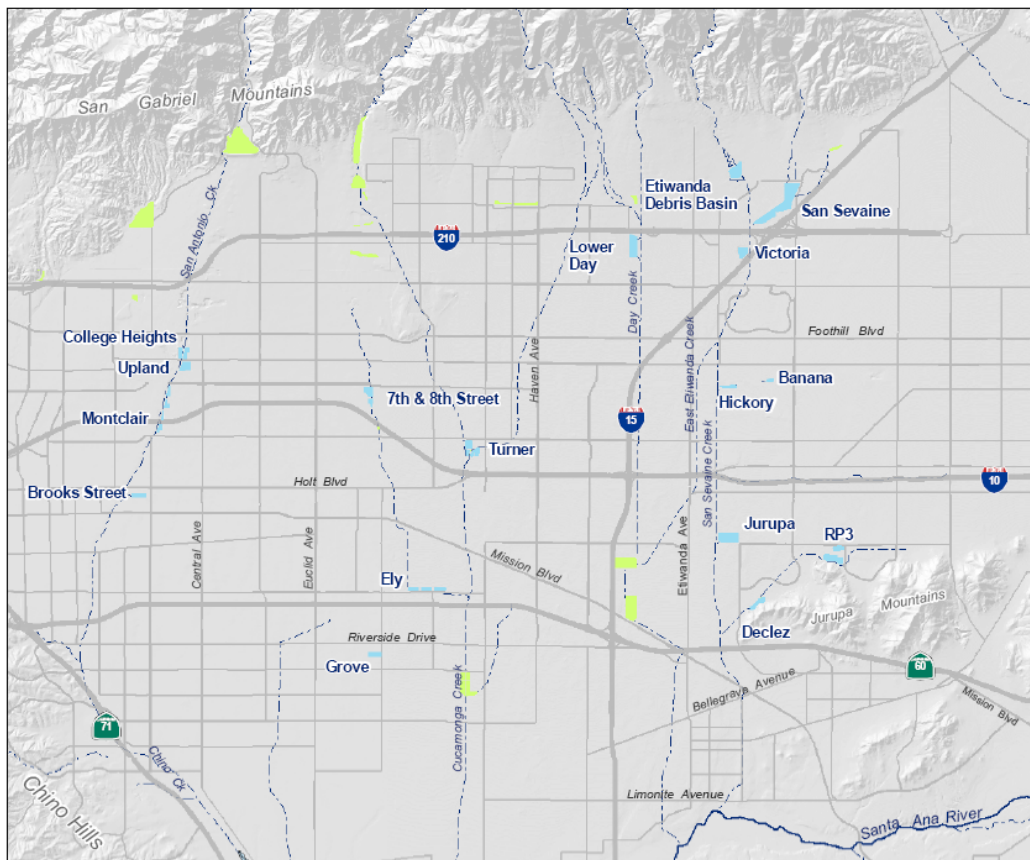 San Gabriel Mountains
San Antonio Ck
Etiwanda
Debris Basin
San Sevaine
210
Lower
Day
Victoria
Day Creek
College Heights
Upland
Haven Ave
East Etiwanda Creek
Foothill Blvd
Banana
7th & 8th Street
Hickory
Montclair
15
Turner
San Sevaine Creek
Holt Blvd
10
Brooks Street
Jurupa
RP3
Central Ave
Euclid Ave
Mission Blvd
Etiwanda Ave
Ely
Jurupa Mountains
Declez
Riverside Drive
Grove
60
Cucamonga Creek
Bellegrave Avenue
Mission Blvd
71
Chino Ck
Chino Hills
Limonite Avenue
Santa Ana River